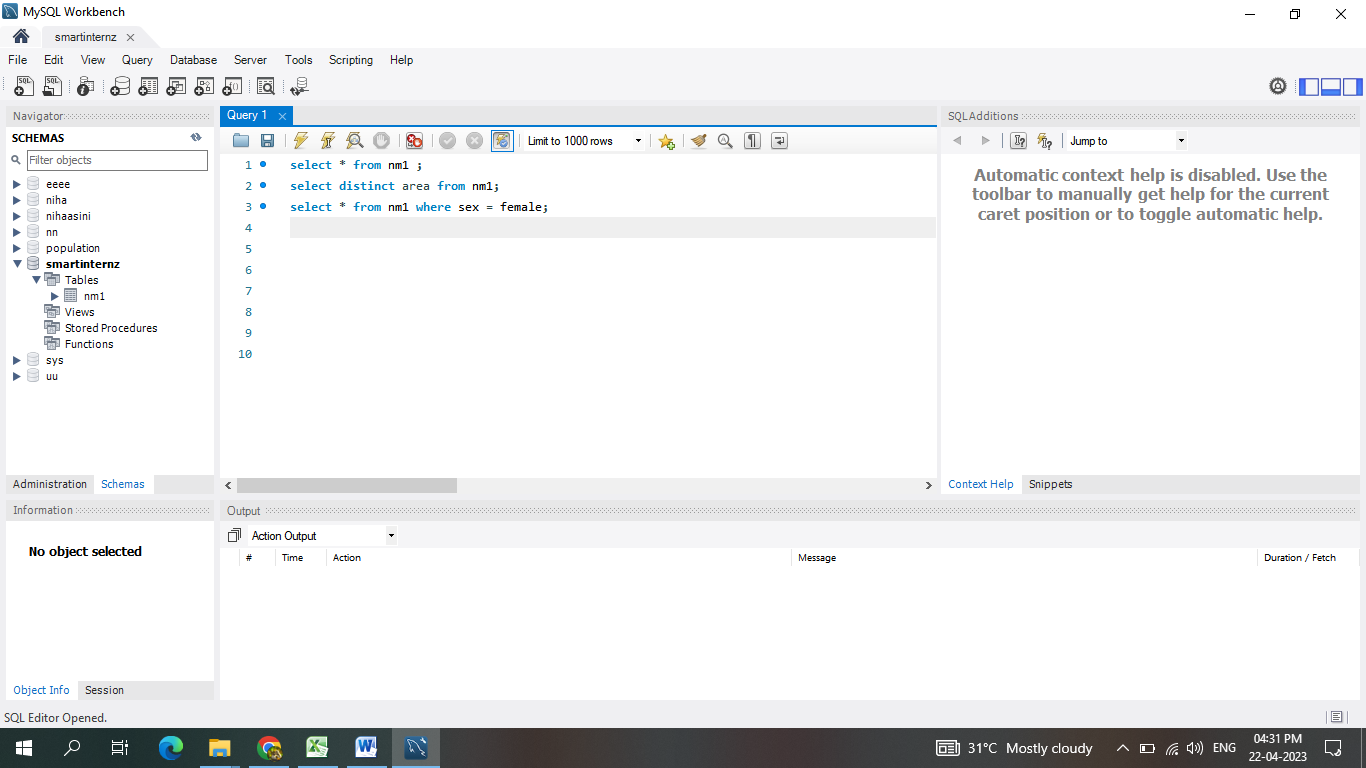 MySQL Workbench
smartinternz
File Edit View Query Database Server Tools Scripting Help
Navigator
SCHEMAS
Filter objects
eeee
niha
nihaasini
nn
population
smartinternz
Tables
nm1
Views
Stored Procedures
Functions
sys
uu
Administration Schemas
Information
No object selected
Object Info Session
Query 1
Limit to 1000 rows
1 select * from nm1 ;
2 select distinct area from nm1;
3 select * from nm1 where sex = female;
4
5
6
7
8
9
10
SQLAdditions
Jump to
Automatic context help is disabled. Use the
toolbar to manually get help for the current
caret position or to toggle automatic help.
Context Help Snippets
Output
Action Output
# Time Action Message Duration / Fetch
SQL Editor Opened.
31°C Mostly cloudy ENG 04:31 PM
22-04-2023